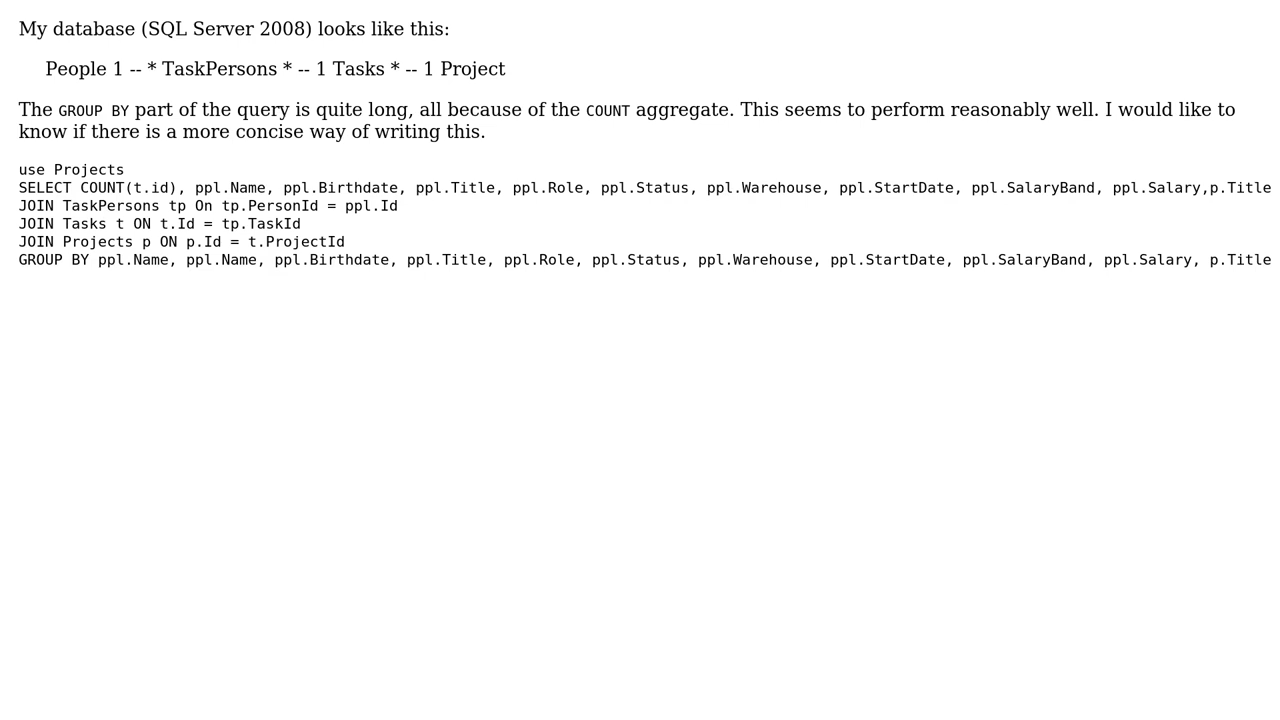 My database (SQL Server 2008) looks like this:
People 1 -- * TaskPersons * -- 1 Tasks * -- 1 Project
The GROUP BY part of the query is quite long, all because of the COUNT aggregate. This seems to perform reasonably well. I would like to
know if there is a more concise way of writing this.
use Projects
SELECT COUNT(t.id), ppl.Name, ppl.Birthdate, ppl.Title, ppl.Role, ppl.Status, ppl.Warehouse, ppl.StartDate, ppl.SalaryBand, ppl.Salary,p.Title
JOIN TaskPersons tp On tp.PersonId = ppl.Id
JOIN Tasks t ON t.Id = tp.TaskId
JOIN Projects p ON p.Id = t.ProjectId
GROUP BY ppl.Name, ppl.Name, ppl.Birthdate, ppl.Title, ppl.Role, ppl.Status, ppl.Warehouse, ppl.StartDate, ppl.SalaryBand, ppl.Salary, p.Title